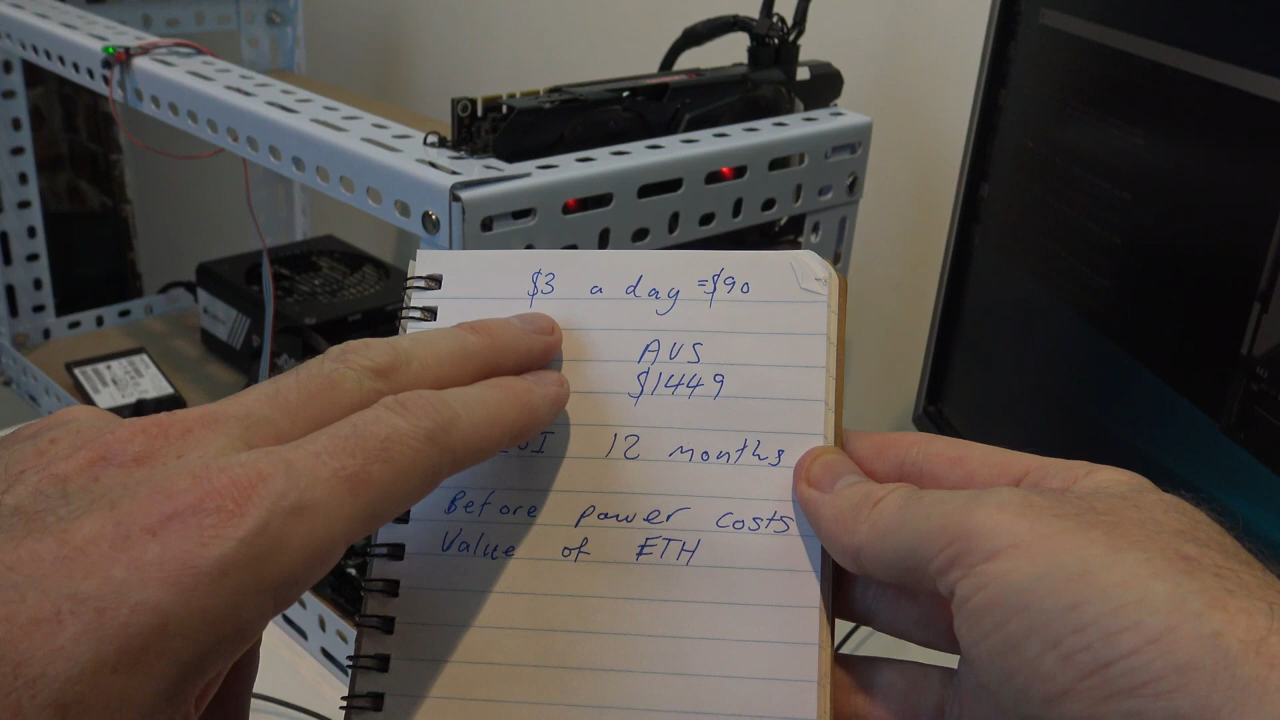 $3 a day =$90
AUS
$1449
12 months
Before power costs
Value of ETH